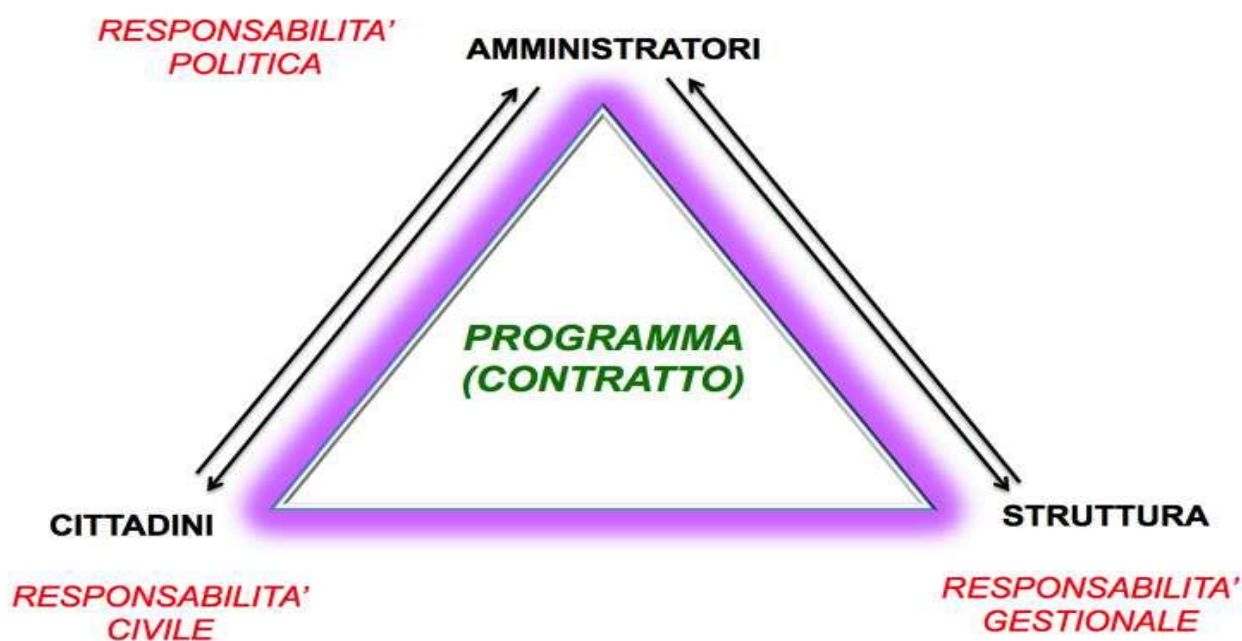 RESPONSABILITA'
POLITICA
AMMINISTRATORI
PROGRAMMA
(CONTRATTO)
CITTADINI
STRUTTURA
RESPONSABILITA'
CIVILE
RESPONSABILITA'
GESTIONALE